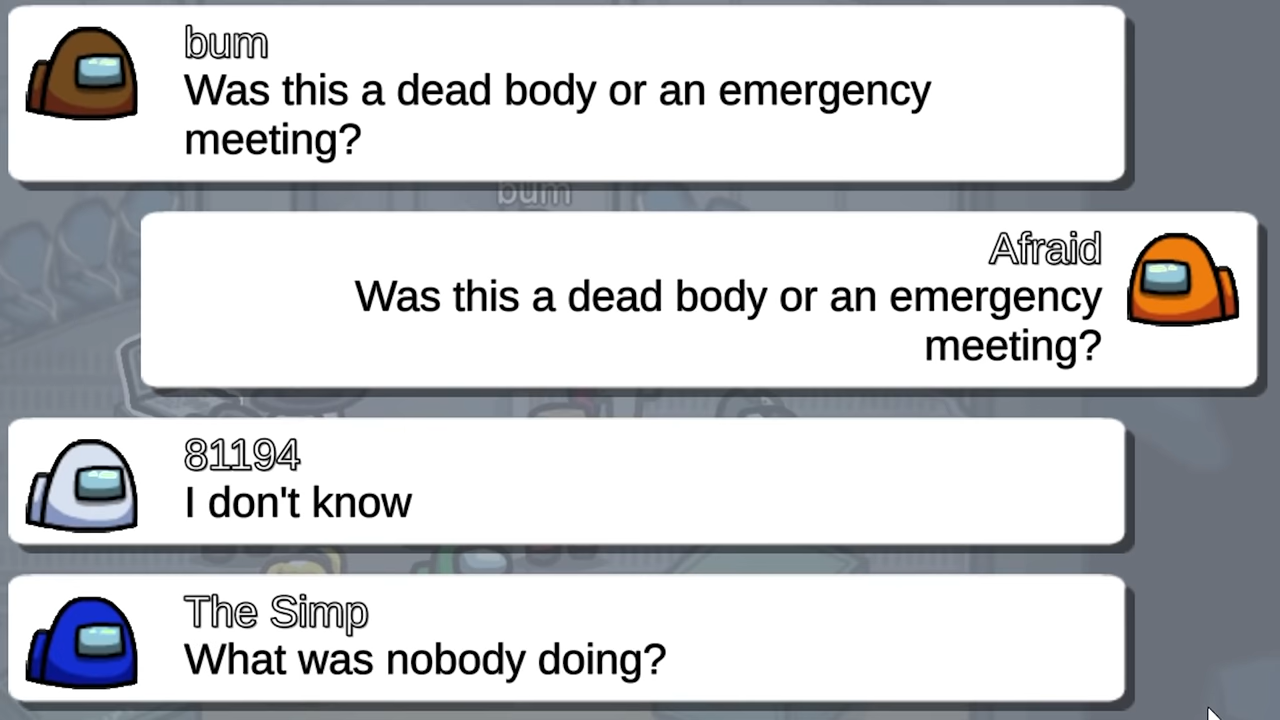 bum
Was this a dead body or an emergency
meeting?
bum
Afraid
Was this a dead body or an emergency
meeting?
81194
I don't know
The Simp
What was nobody doing?